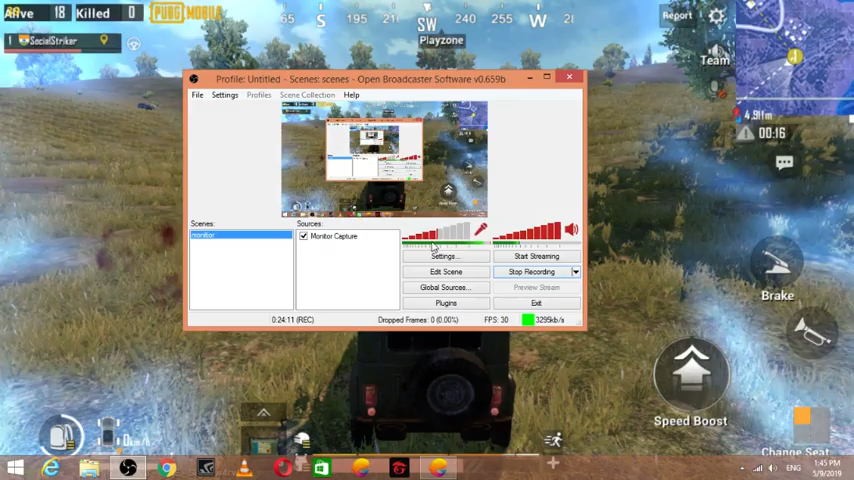 Alive 18 Killed 0 PUBG MOBILE
65 S 195 SW 240 255 W
Playzone
Report
1 SocialStriker
Team
4,911m
00:16
Profile: Untitled - Scenes: scenes - Open Broadcaster Software v0.659b
File Settings Profiles Scene Collection Help
Scenes: Sources:
monitor Monitor Capture
Settings... Start Streaming
Edit Scene Stop Recording
Global Sources... Preview Stream
Plugins Exit
0:24:11 (REC) Dropped Frames: 0 (0.00%) FPS: 30 3295kb/s
Brake
Speed Boost
0km/h
Change Seat
ENG 1:45 PM
5/9/2019